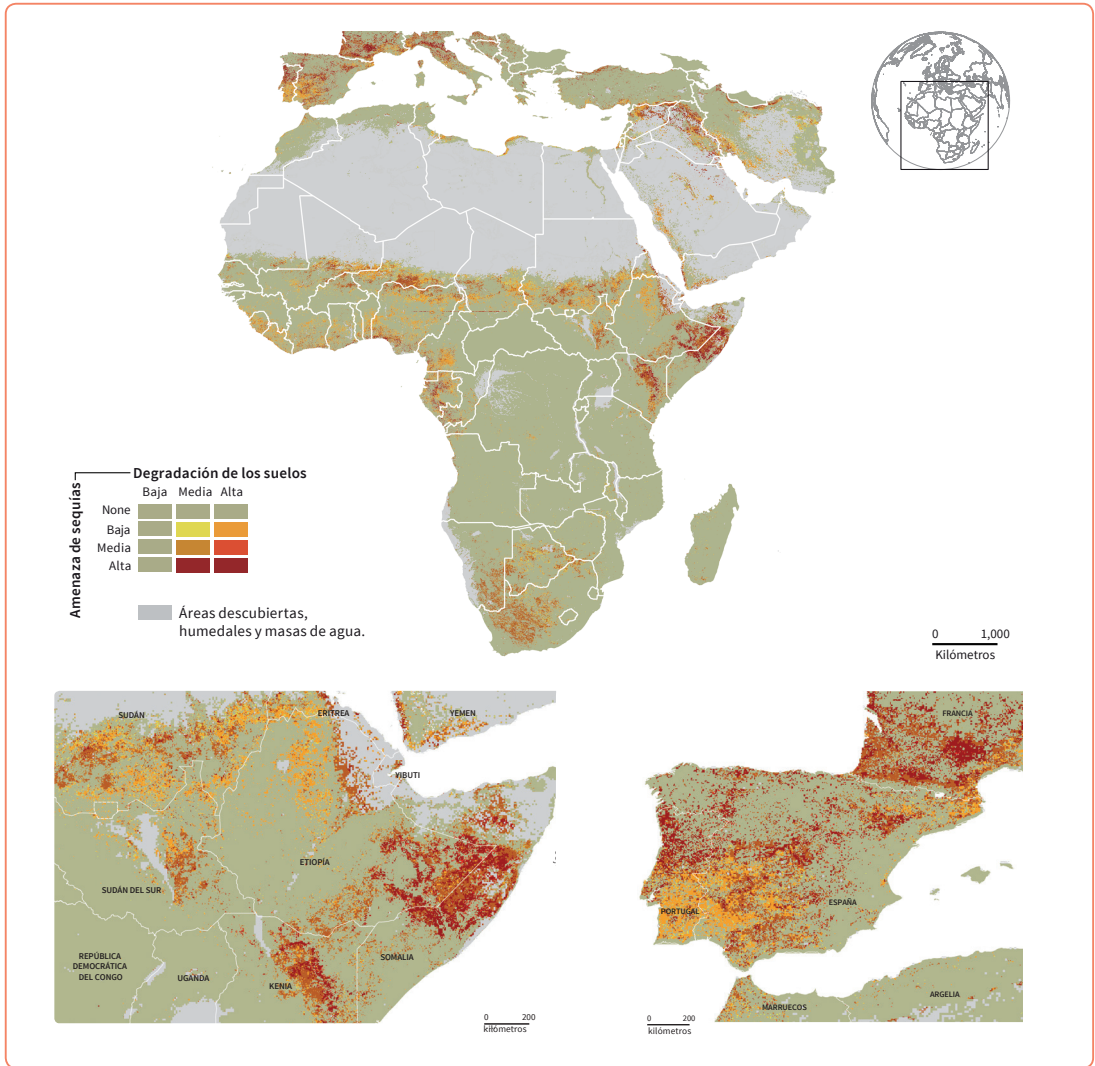 Degradación de los suelos
Baja Media Alta
Amenaza de sequías
None
Baja
Media
Alta
Áreas descubiertas,
humedales y masas de agua.
0 1,000
Kilómetros
SUDÁN
ERITREA
YEMEN
YIBUTI
ETIOPÍA
SUDÁN DEL SUR
REPÚBLICA
DEMOCRÁTICA
DEL CONGO
UGANDA
KENIA
SOMALIA
0 200
kilómetros
FRANCIA
PORTUGAL
ESPAÑA
MARRUECOS
ARGELIA
0 200
kilómetros